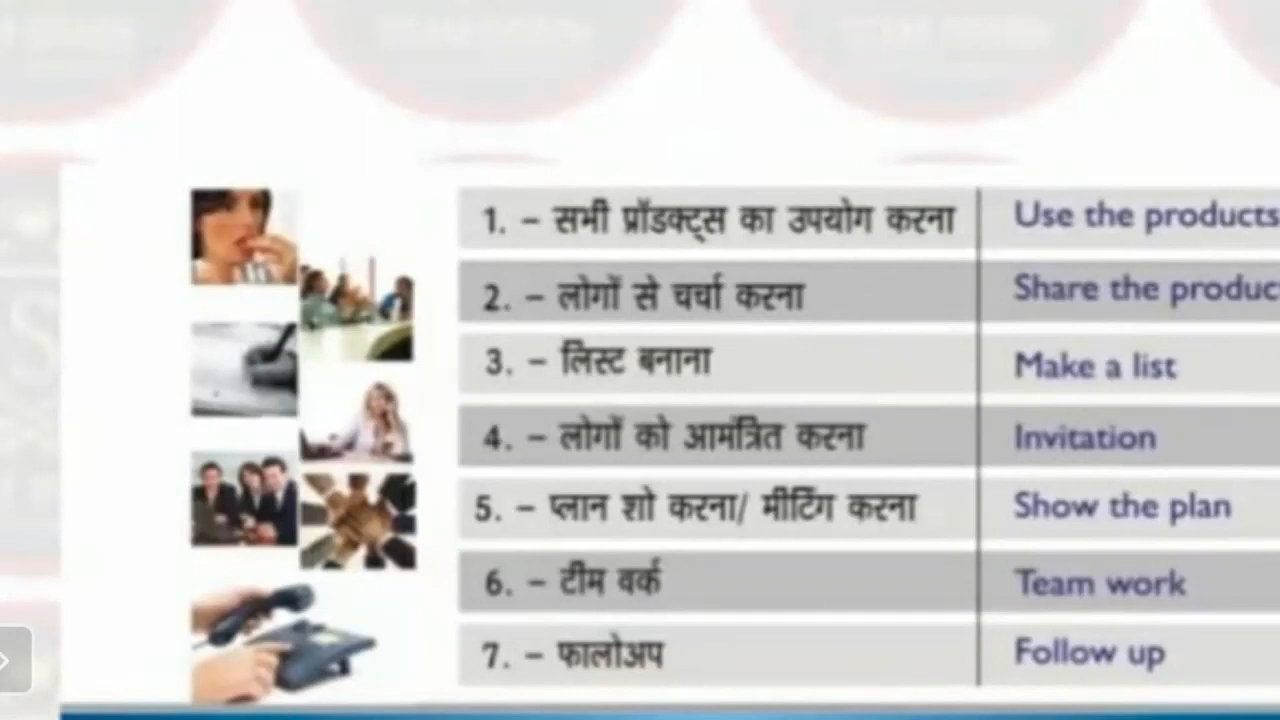 1. – सभी प्रॉडक्ट्स का उपयोग करना Use the products
2. – लोगों से चर्चा करना Share the produc
3. – लिस्ट बनाना Make a list
4. – लोगों को आमंत्रित करना Invitation
5. – प्लान शो करना/ मीटिंग करना Show the plan
6. – टीम वर्क Team work
7. – फालोअप Follow up